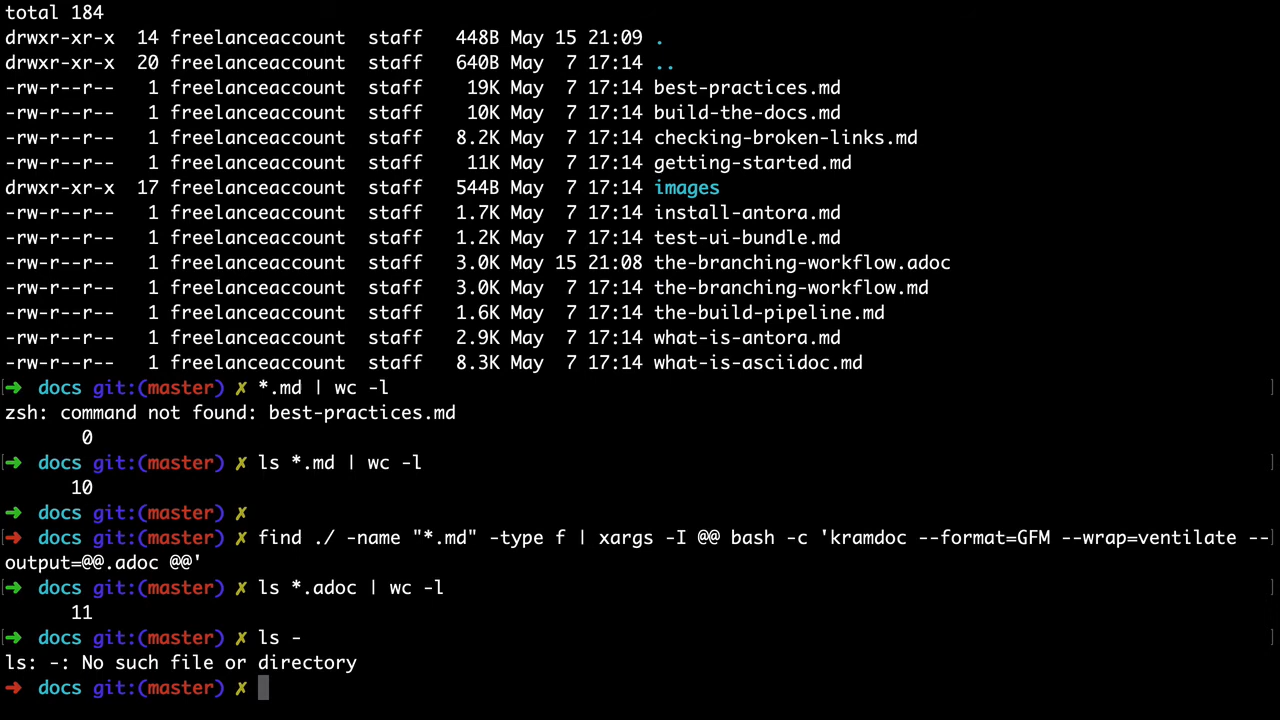 total 184
drwxr-xr-x  14 freelanceaccount  staff   448B May 15 21:09 .
drwxr-xr-x  20 freelanceaccount  staff   640B May  7 17:14 ..
-rw-r--r--   1 freelanceaccount  staff    19K May  7 17:14 best-practices.md
-rw-r--r--   1 freelanceaccount  staff    10K May  7 17:14 build-the-docs.md
-rw-r--r--   1 freelanceaccount  staff   8.2K May  7 17:14 checking-broken-links.md
-rw-r--r--   1 freelanceaccount  staff    11K May  7 17:14 getting-started.md
drwxr-xr-x  17 freelanceaccount  staff   544B May  7 17:14 images
-rw-r--r--   1 freelanceaccount  staff   1.7K May  7 17:14 install-antora.md
-rw-r--r--   1 freelanceaccount  staff   1.2K May  7 17:14 test-ui-bundle.md
-rw-r--r--   1 freelanceaccount  staff   3.0K May 15 21:08 the-branching-workflow.adoc
-rw-r--r--   1 freelanceaccount  staff   3.0K May  7 17:14 the-branching-workflow.md
-rw-r--r--   1 freelanceaccount  staff   1.6K May  7 17:14 the-build-pipeline.md
-rw-r--r--   1 freelanceaccount  staff   2.9K May  7 17:14 what-is-antora.md
-rw-r--r--   1 freelanceaccount  staff   8.3K May  7 17:14 what-is-asciidoc.md
➜  docs git:(master) ✗ *.md | wc -l
zsh: command not found: best-practices.md
       0
➜  docs git:(master) ✗ ls *.md | wc -l
      10
➜  docs git:(master) ✗
➜  docs git:(master) ✗ find ./ -name "*.md" -type f | xargs -I @@ bash -c 'kramdoc --format=GFM --wrap=ventilate --
output=@@.adoc @@'
➜  docs git:(master) ✗ ls *.adoc | wc -l
      11
➜  docs git:(master) ✗ ls -
ls: -: No such file or directory
➜  docs git:(master) ✗